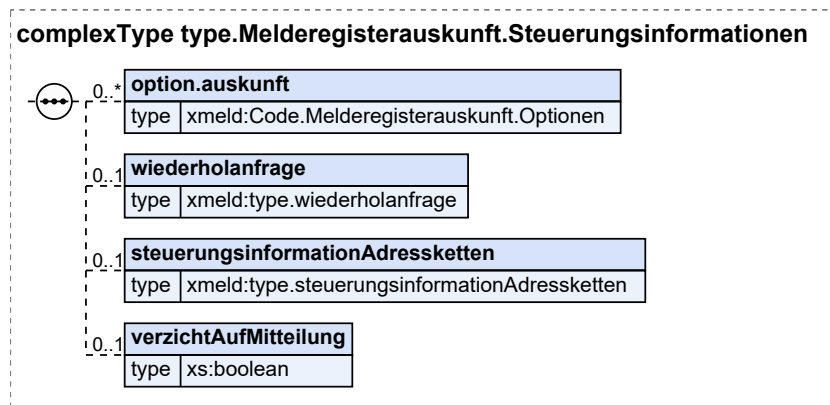 complexType type.Melderegisterauskunft.Steuerungsinformationen
0..* option.auskunft
type xmeld:Code.Melderegisterauskunft.Optionen
0..1 wiederholanfrage
type xmeld:type.wiederholanfrage
0..1 steuerungsinformationAdressketten
type xmeld:type.steuerungsinformationAdressketten
0..1 verzichtAufMitteilung
type xs:boolean